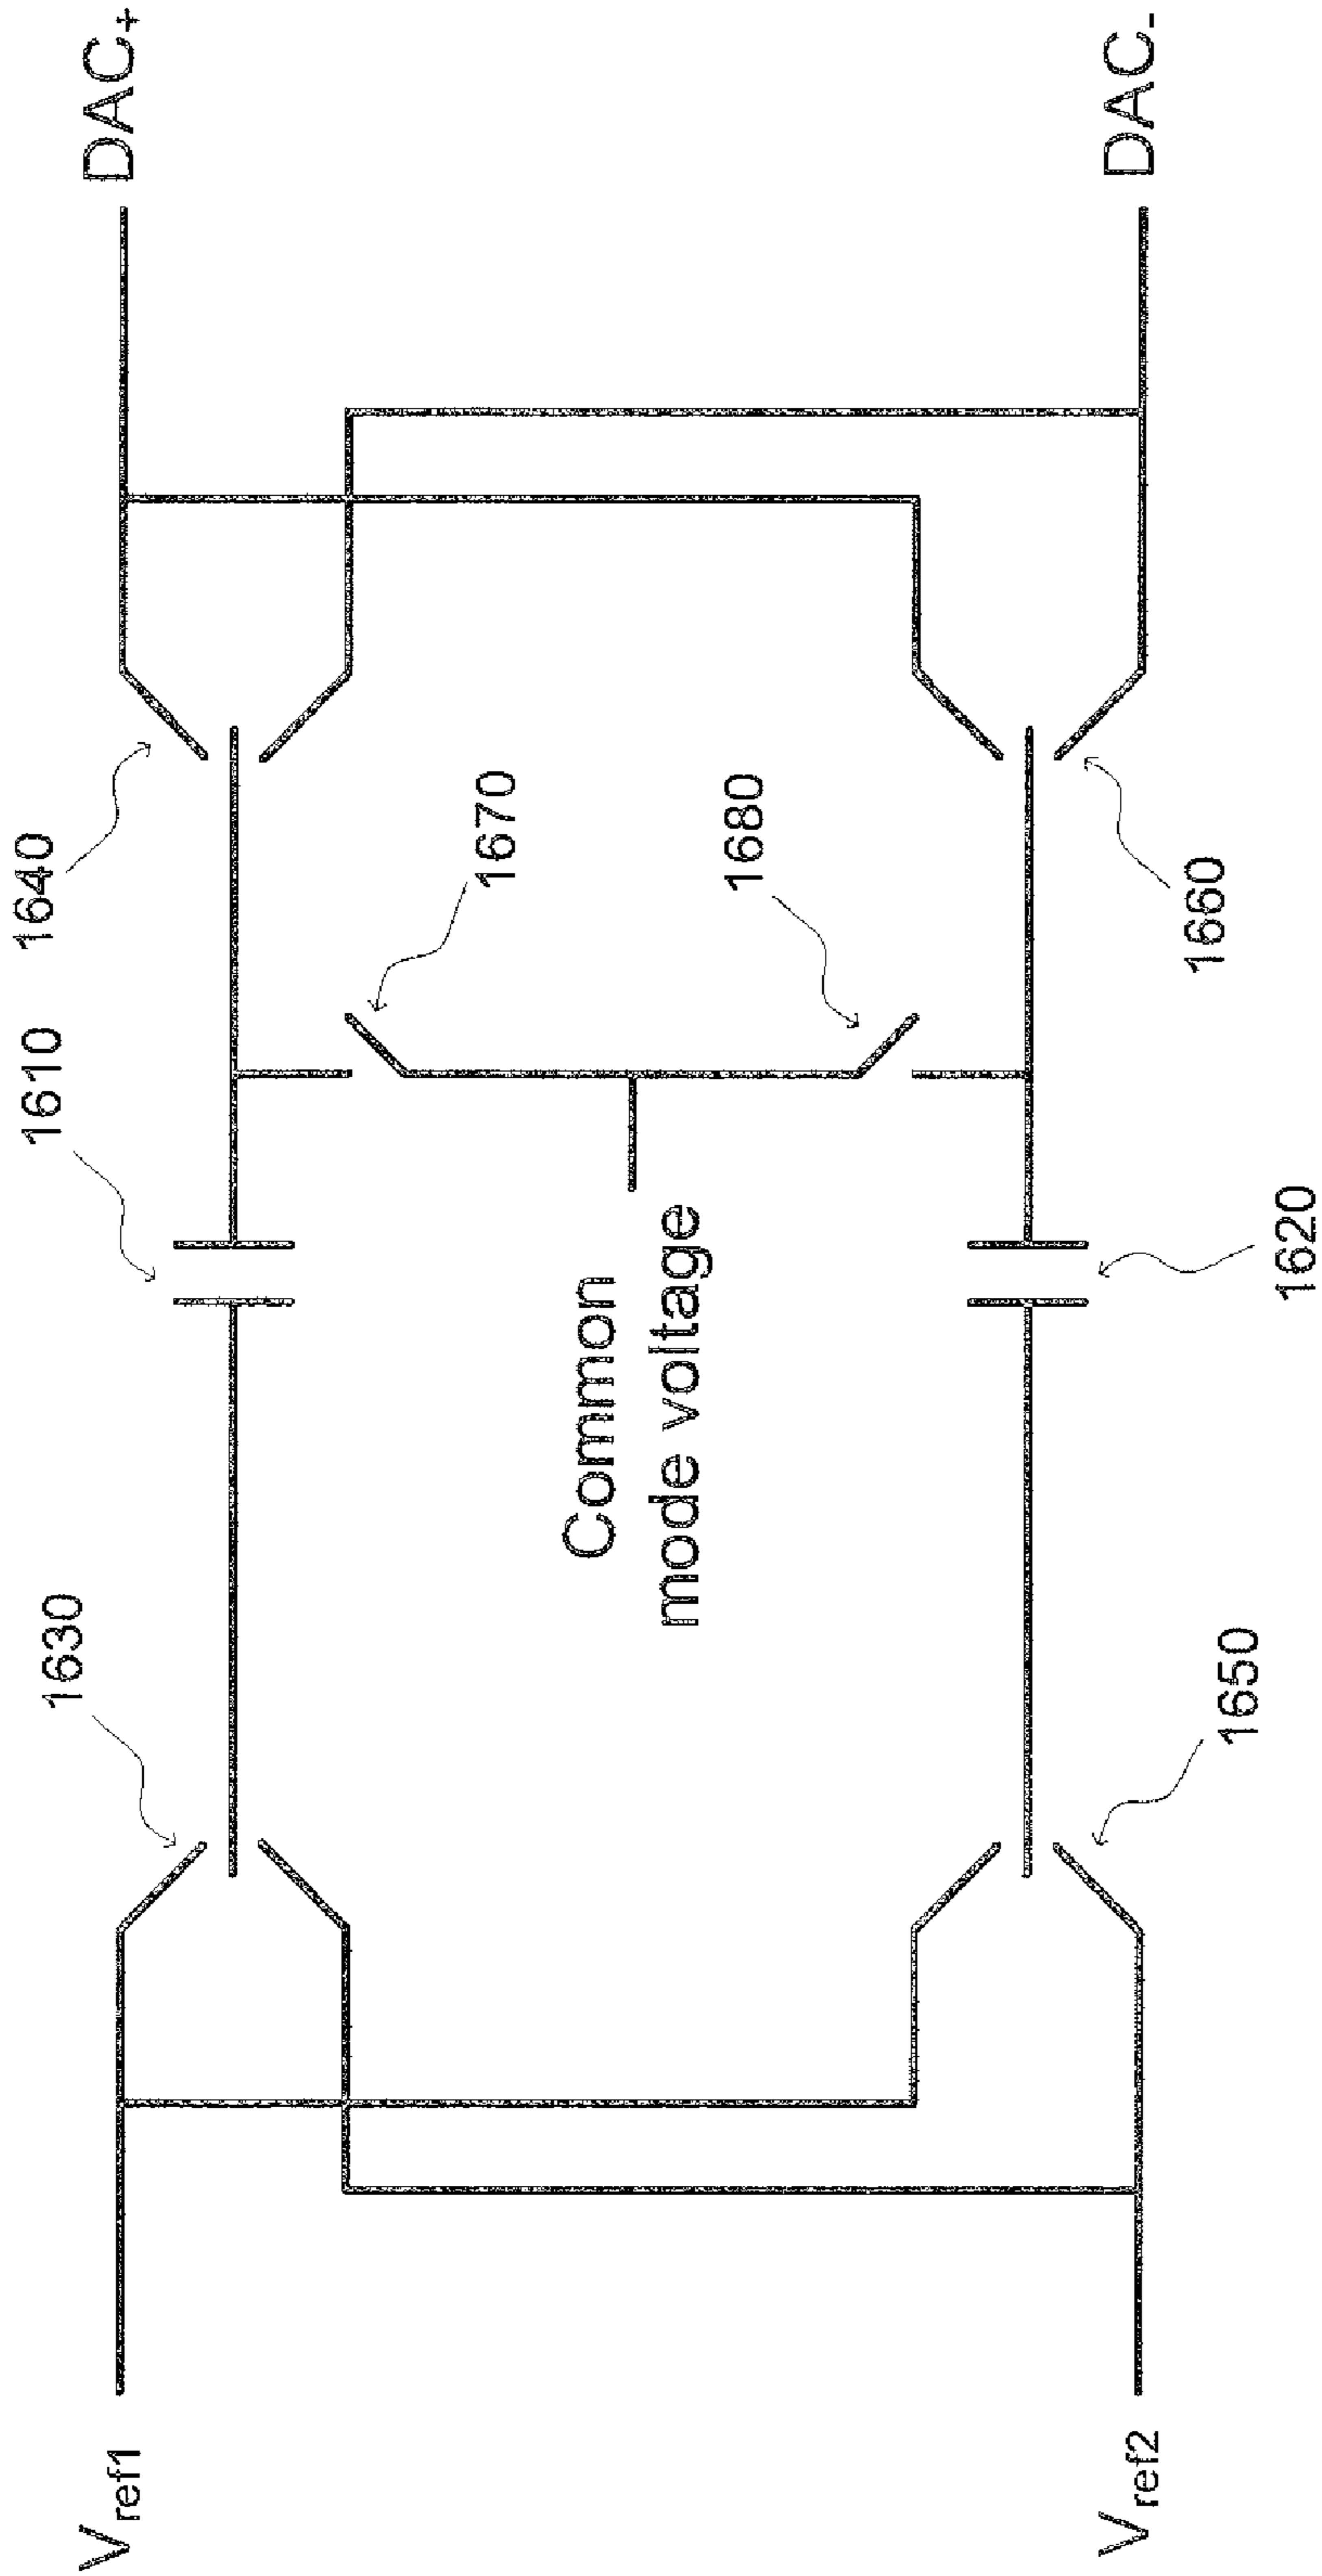 1610
1640
DAC+
1630
Vref1
1670
Common
mode voltage
1680
1650
1620
1660
Vref2
DAC-